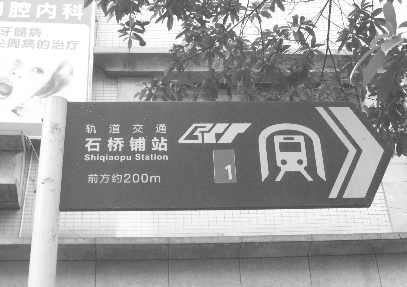 腔内科
牙髓病
周病的治疗
轨道交通
石桥铺站
Shiqiaopu Station
前方约200m
CRT
1